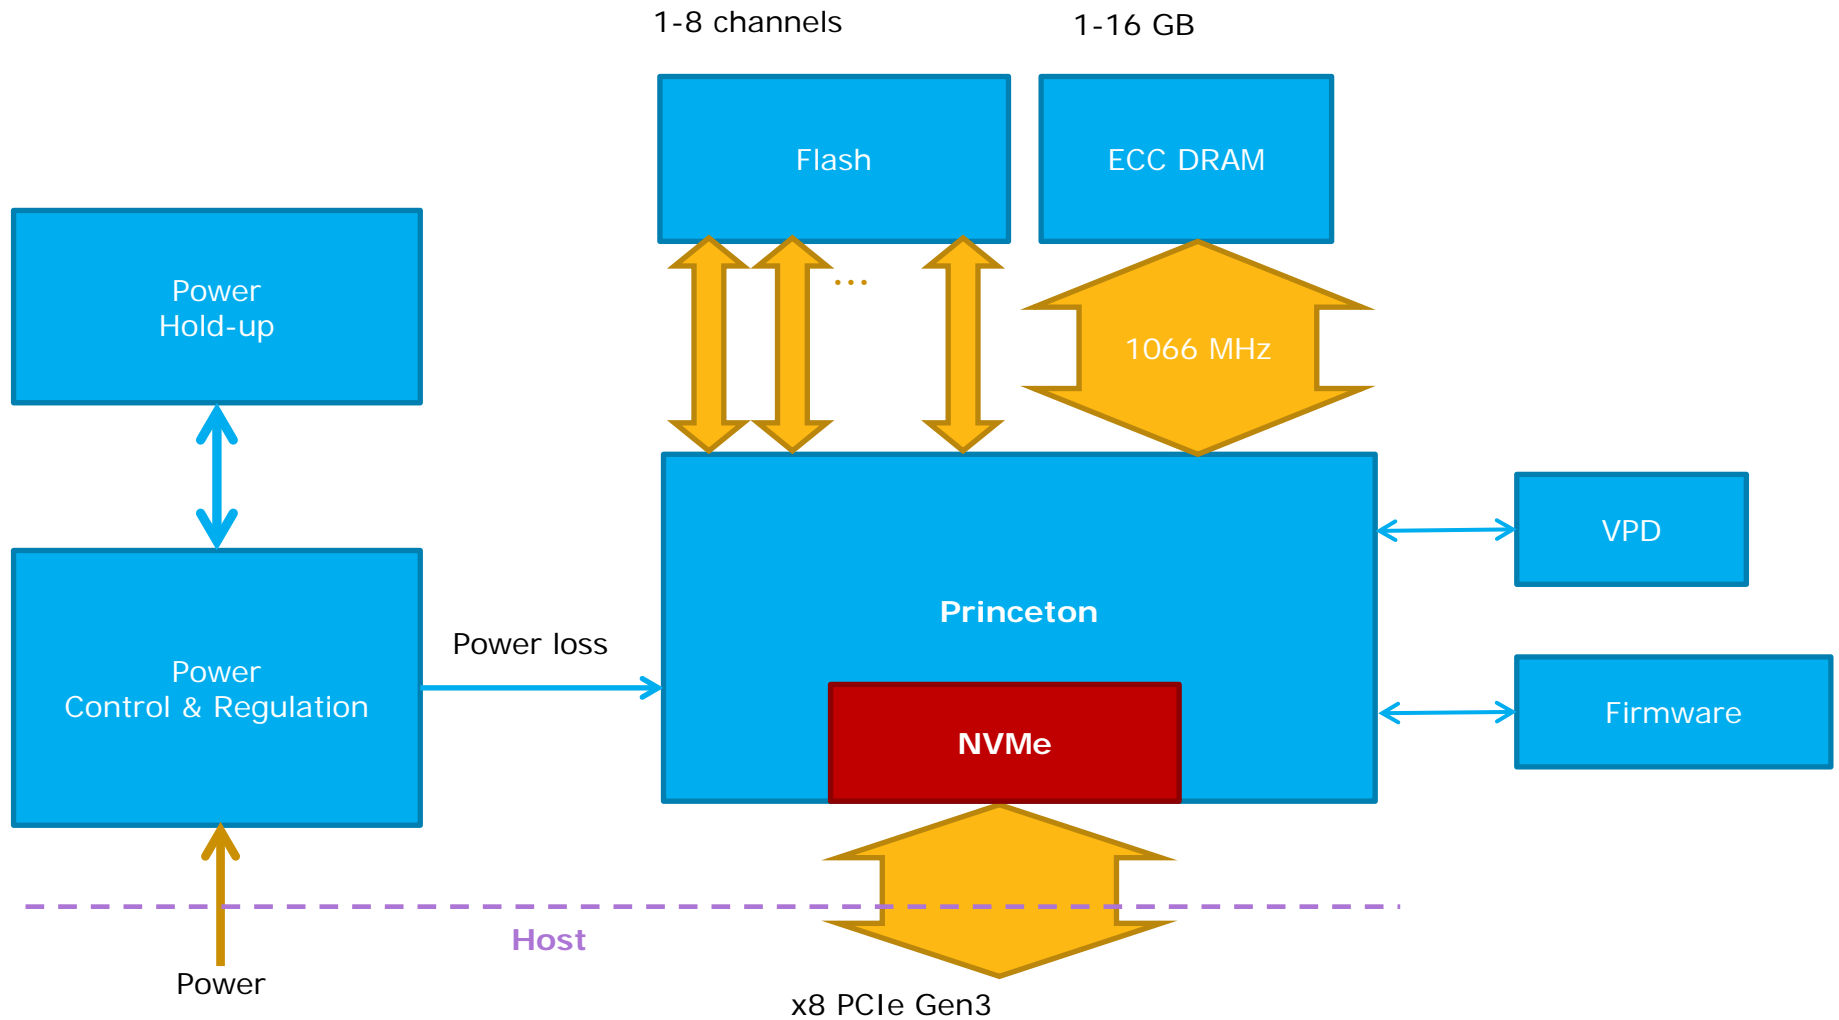 1-8 channels
1-16 GB
Flash
ECC DRAM
Power
Hold-up
...
1066 MHz
VPD
Princeton
Power loss
Power
Control & Regulation
Firmware
NVMe
Host
Power
x8 PCIe Gen3